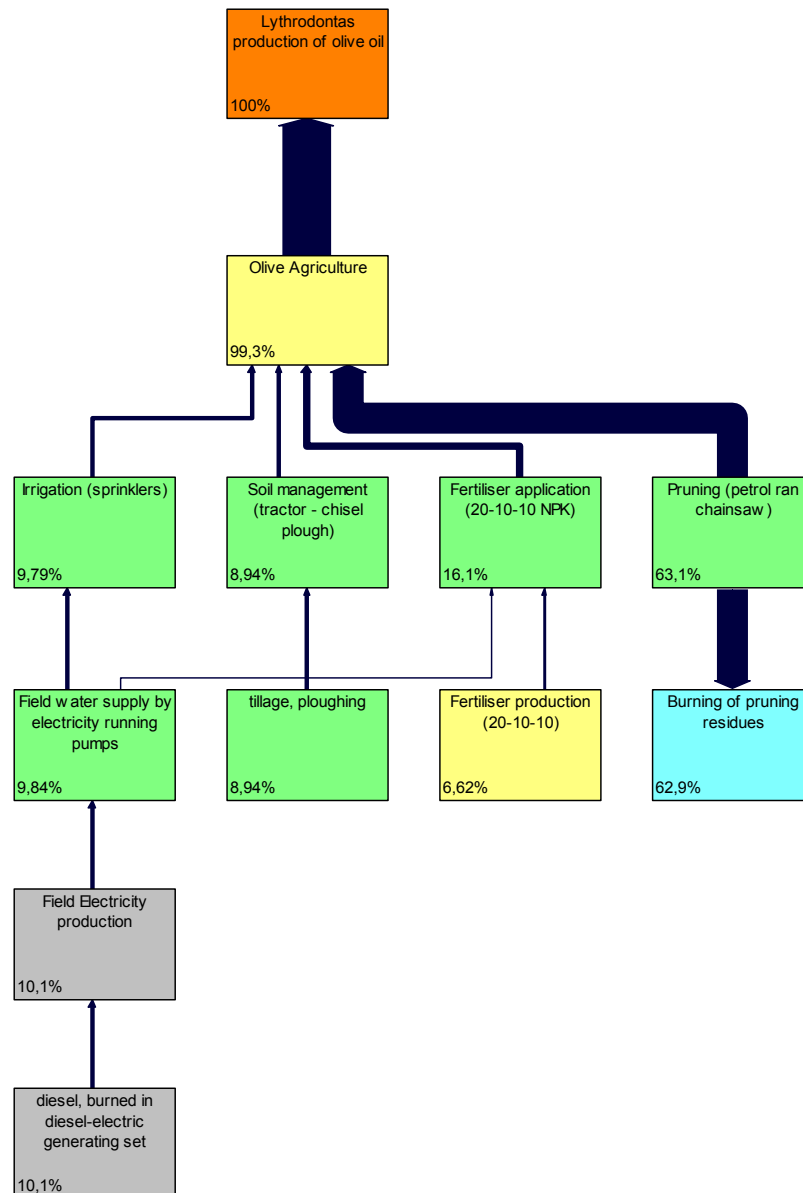 Lythrodontas
production of olive oil
100%
Olive Agriculture
99,3%
Irrigation (sprinklers)
9,79%
Soil management
(tractor - chisel
plough)
8,94%
Fertiliser application
(20-10-10 NPK)
16,1%
Pruning (petrol ran
chainsaw)
63,1%
Field water supply by
electricity running
pumps
9,84%
tillage, ploughing
8,94%
Fertiliser production
(20-10-10)
6,62%
Burning of pruning
residues
62,9%
Field Electricity
production
10,1%
diesel, burned in
diesel-electric
generating set
10,1%